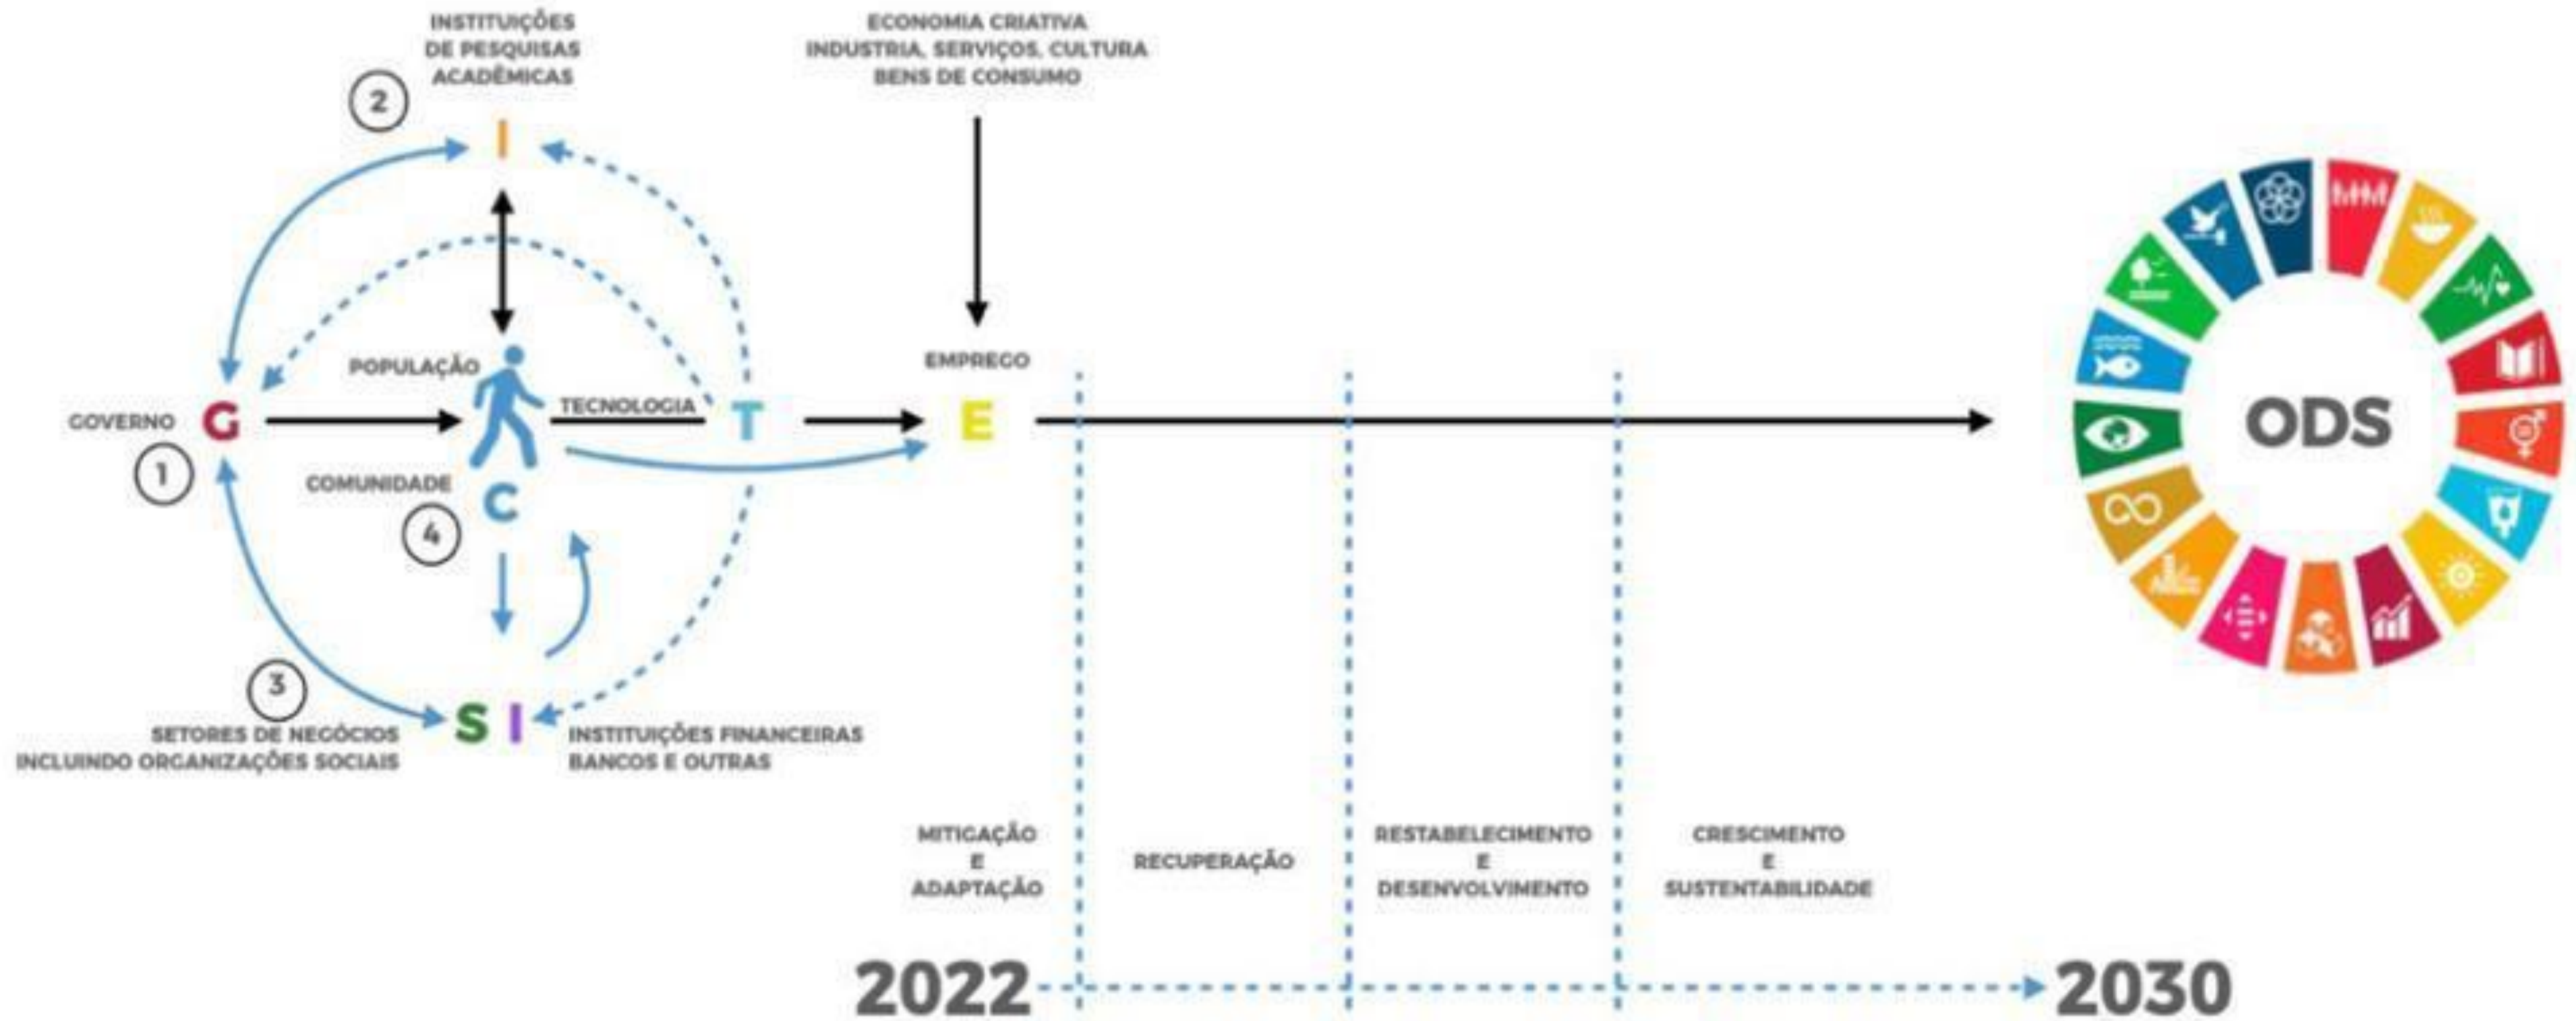 INSTITUIÇÕES
DE PESQUISAS
ACADÊMICAS
ECONOMIA CRIATIVA
INDUSTRIA, SERVIÇOS, CULTURA
BENS DE CONSUMO
2
I
POPULAÇÃO
EMPREGO
GOVERNO G
TECNOLOGIA
T
E
ODS
1
COMUNIDADE
C
4
3
S I
SETORES DE NEGÓCIOS
INCLUINDO ORGANIZAÇÕES SOCIAIS
INSTITUIÇÕES FINANCEIRAS
BANCOS E OUTRAS
MITIGAÇÃO
E
ADAPTAÇÃO
RECUPERAÇÃO
RESTABELECIMENTO
E
DESENVOLVIMENTO
CRESCIMENTO
E
SUSTENTABILIDADE
2022
2030